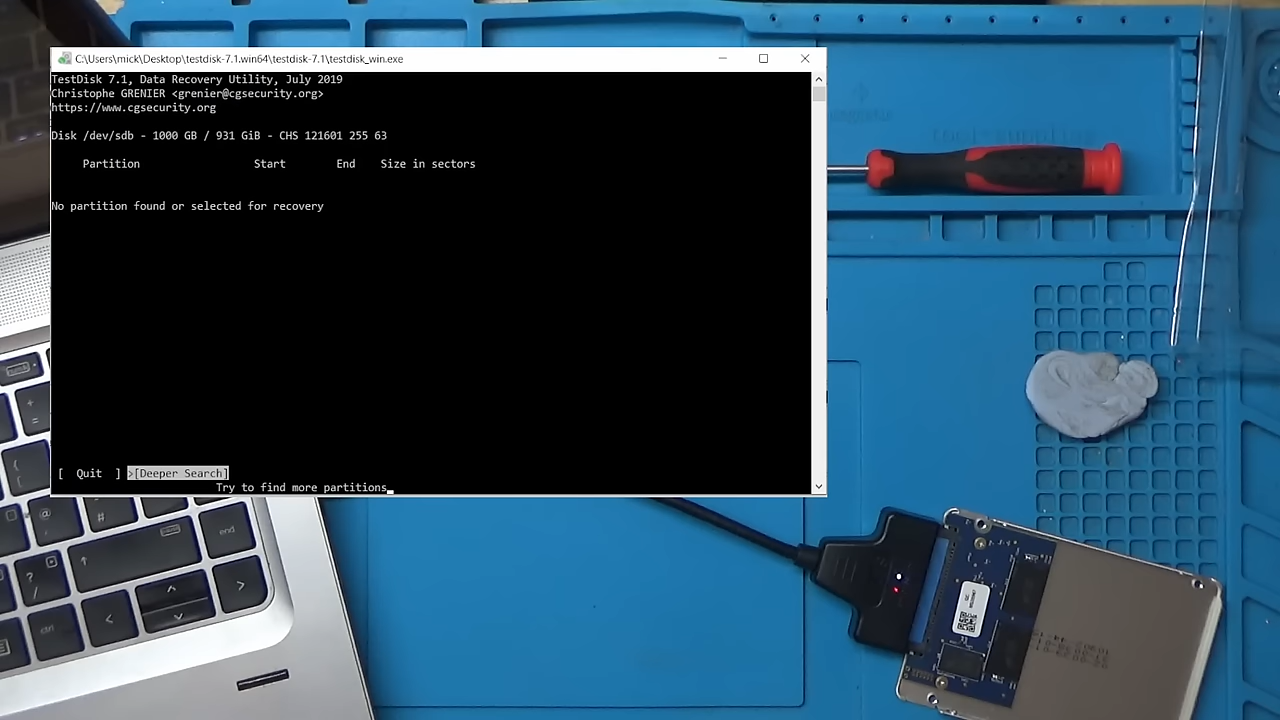 C:\Users\mick\Desktop\testdisk-7.1.win64\testdisk-7.1\testdisk_win.exe
TestDisk 7.1, Data Recovery Utility, July 2019
Christophe GRENIER <grenier@cgsecurity.org>
https://www.cgsecurity.org
Disk /dev/sdb - 1000 GB / 931 GiB - CHS 121601 255 63
Partition Start End Size in sectors
No partition found or selected for recovery
[ Quit ] >[Deeper Search]
Try to find more partitions
end
ctrl